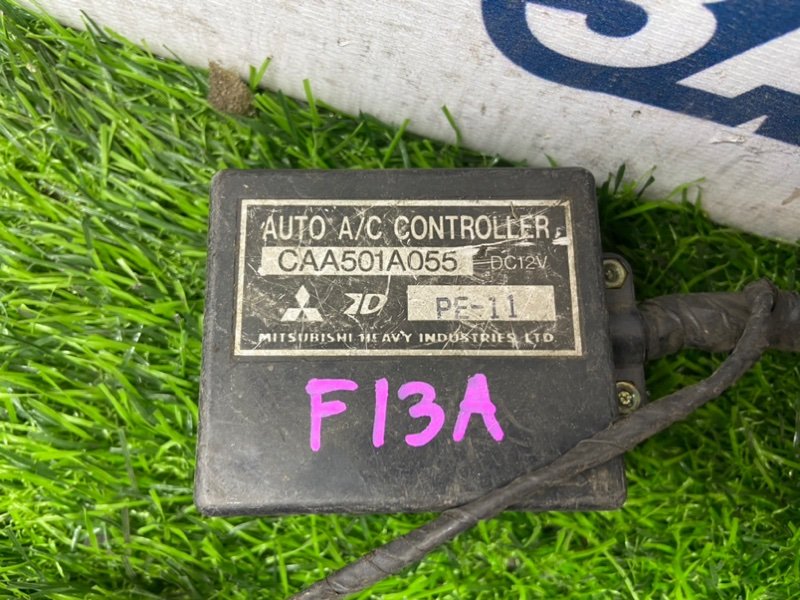 AUTO A/C CONTROLLER
CAA501A055 DC12V
PE-11
MITSUBISHI HEAVY INDUSTRIES, LTD.
F13A